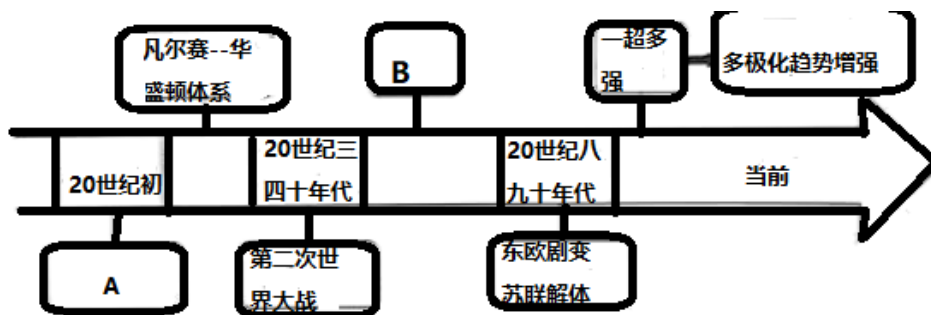 凡尔赛--华
盛顿体系
B
一超多
强
多极化趋势增强
20世纪初
20世纪三
四十年代
20世纪八
九十年代
当前
A
第二次世
界大战
东欧剧变
苏联解体